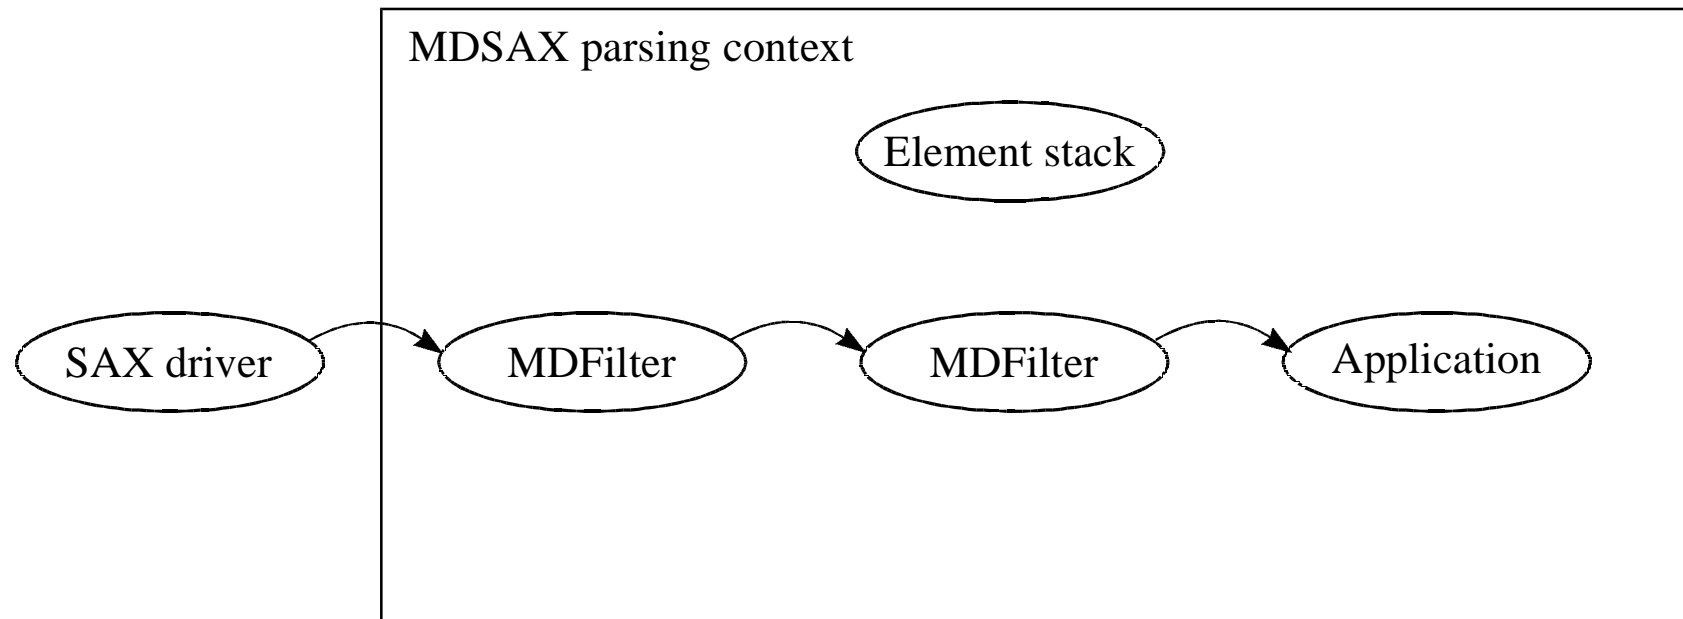 MDSAX parsing context
Element stack
SAX driver
MDFilter
MDFilter
Application